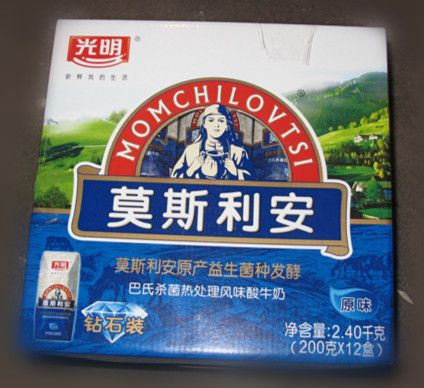 光明
®
新鲜我的生活
MOMCHILOVTSI
®
莫斯利安
莫斯利安原产益生菌种发酵
巴氏杀菌热处理风味酸牛奶
光明
莫斯利安
原味
钻石装
净含量:2.40千克
(200克X12盒)